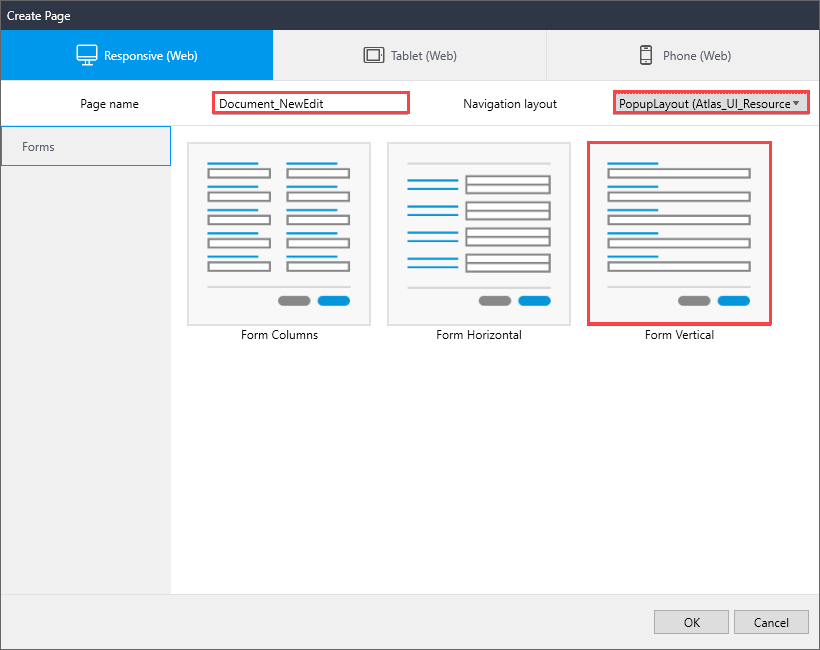 Create Page
Responsive (Web)
Tablet (Web)
Phone (Web)
Page name
Document_NewEdit
Navigation layout
PopupLayout (Atlas_UI_Resource
Forms
Form Columns
Form Horizontal
Form Vertical
OK
Cancel